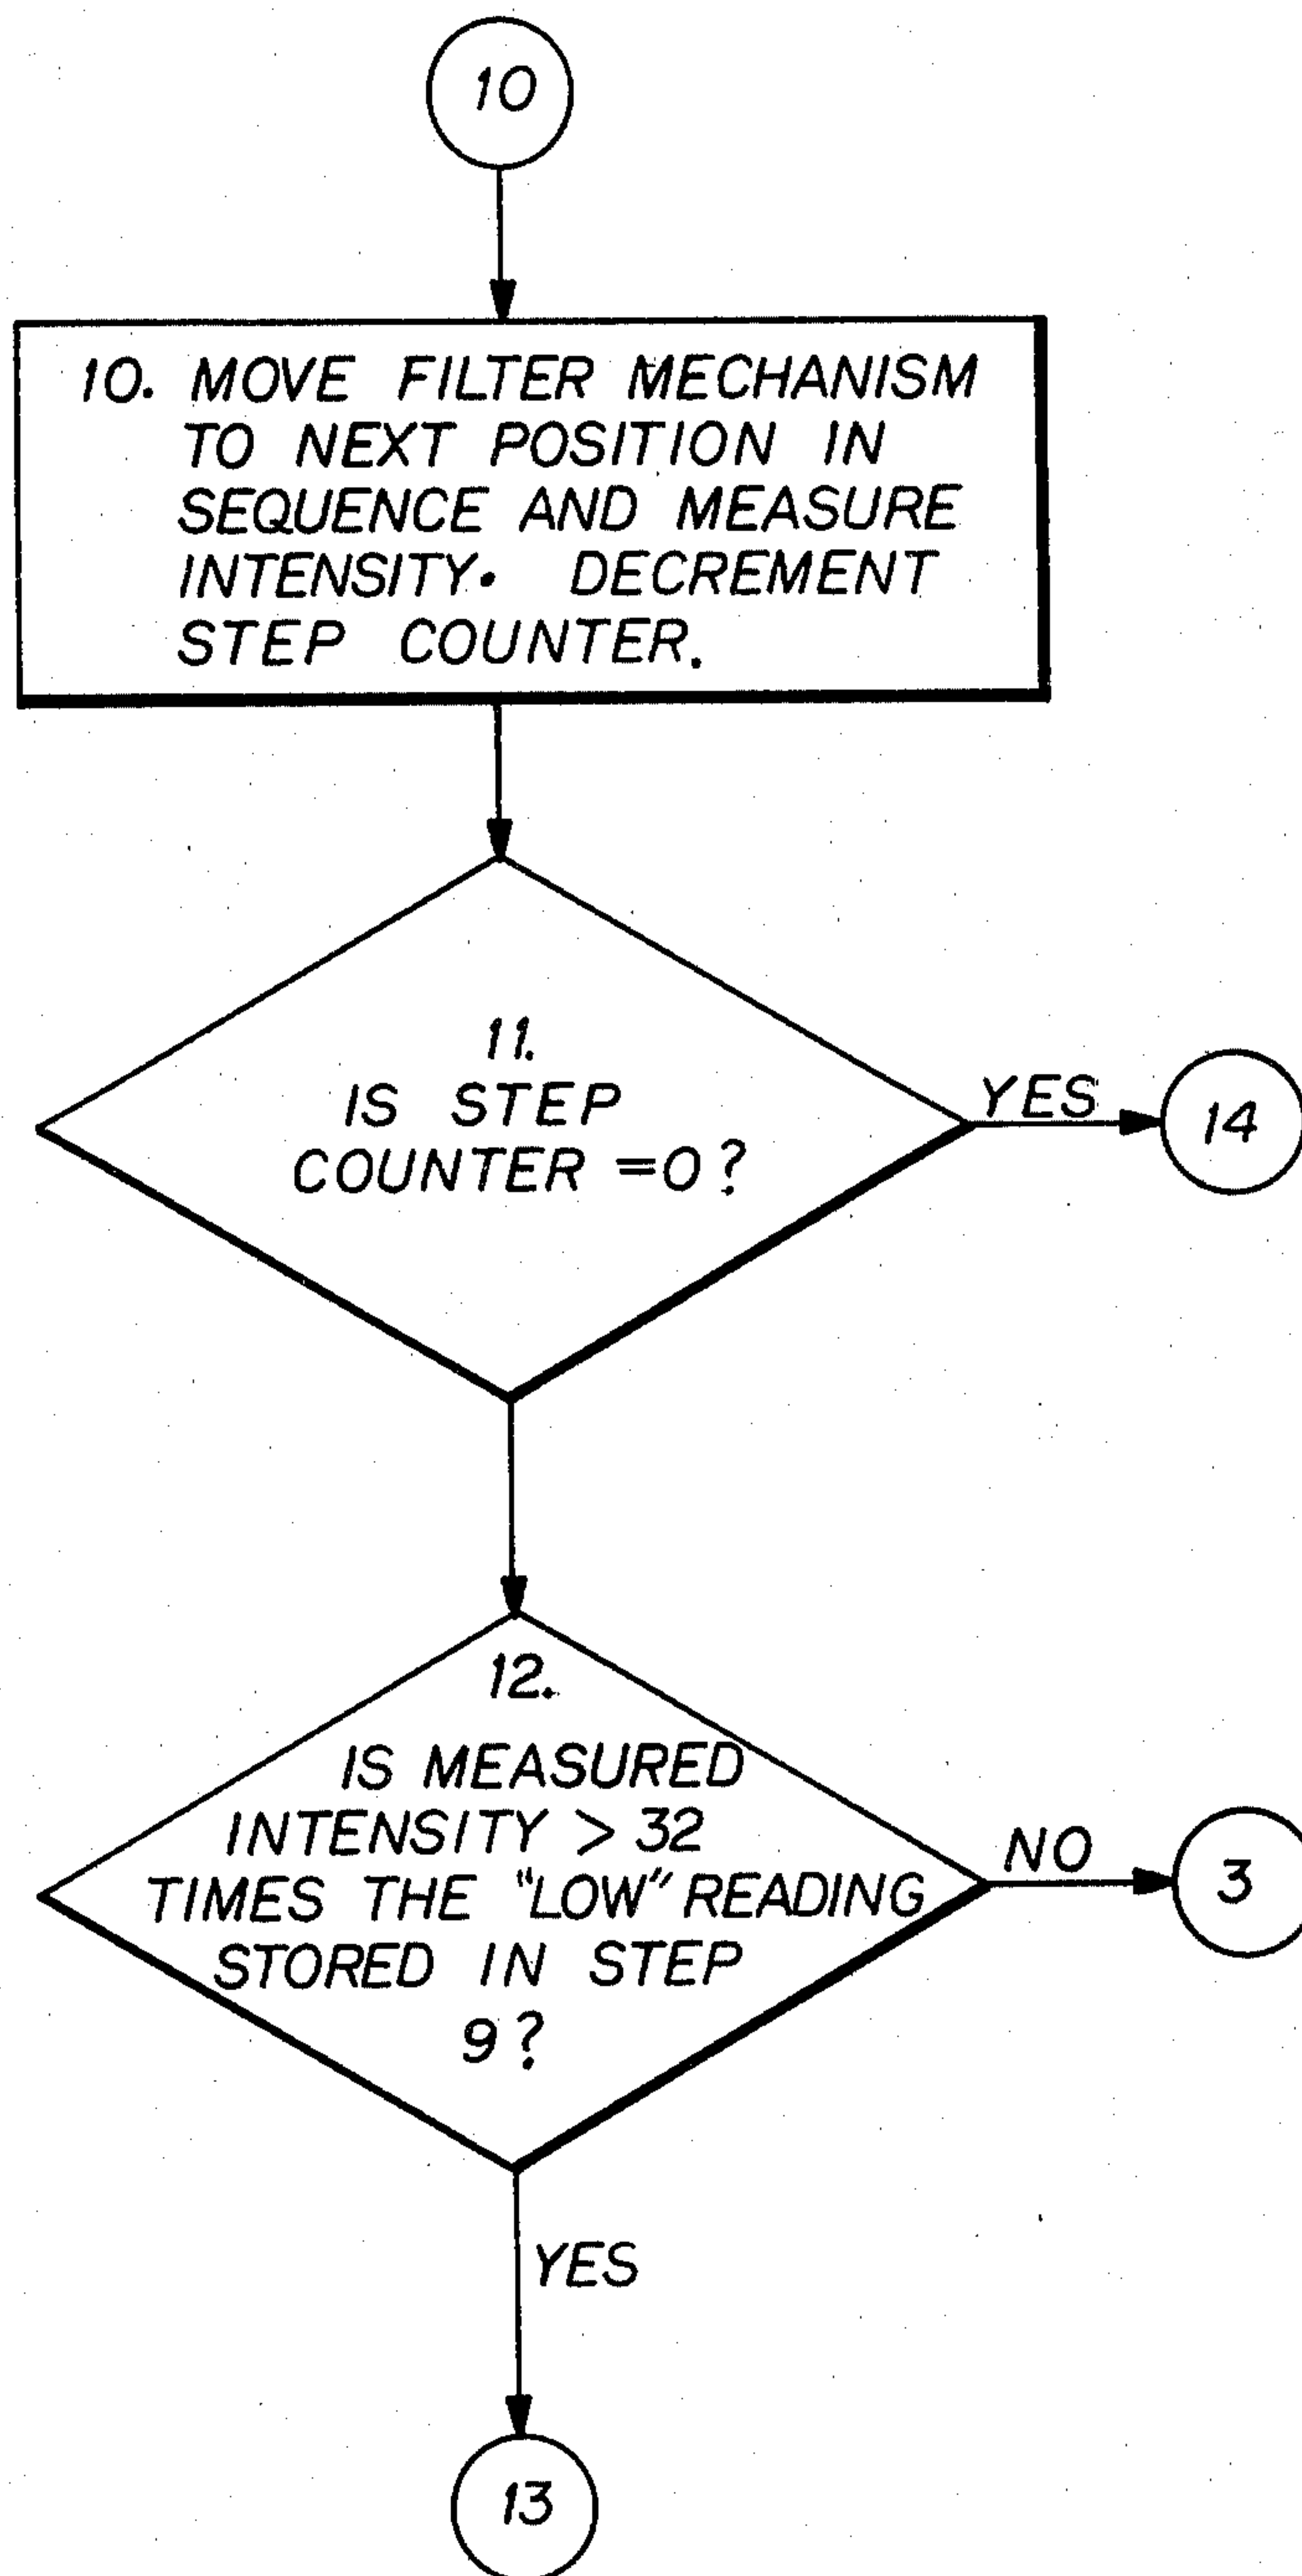 10
10. MOVE FILTER MECHANISM
TO NEXT POSITION IN
SEQUENCE AND MEASURE
INTENSITY. DECREMENT
STEP COUNTER.
11.
IS STEP
COUNTER =0?
YES
14
12.
IS MEASURED
INTENSITY > 32
TIMES THE "LOW" READING
STORED IN STEP
9?
NO
3
YES
13